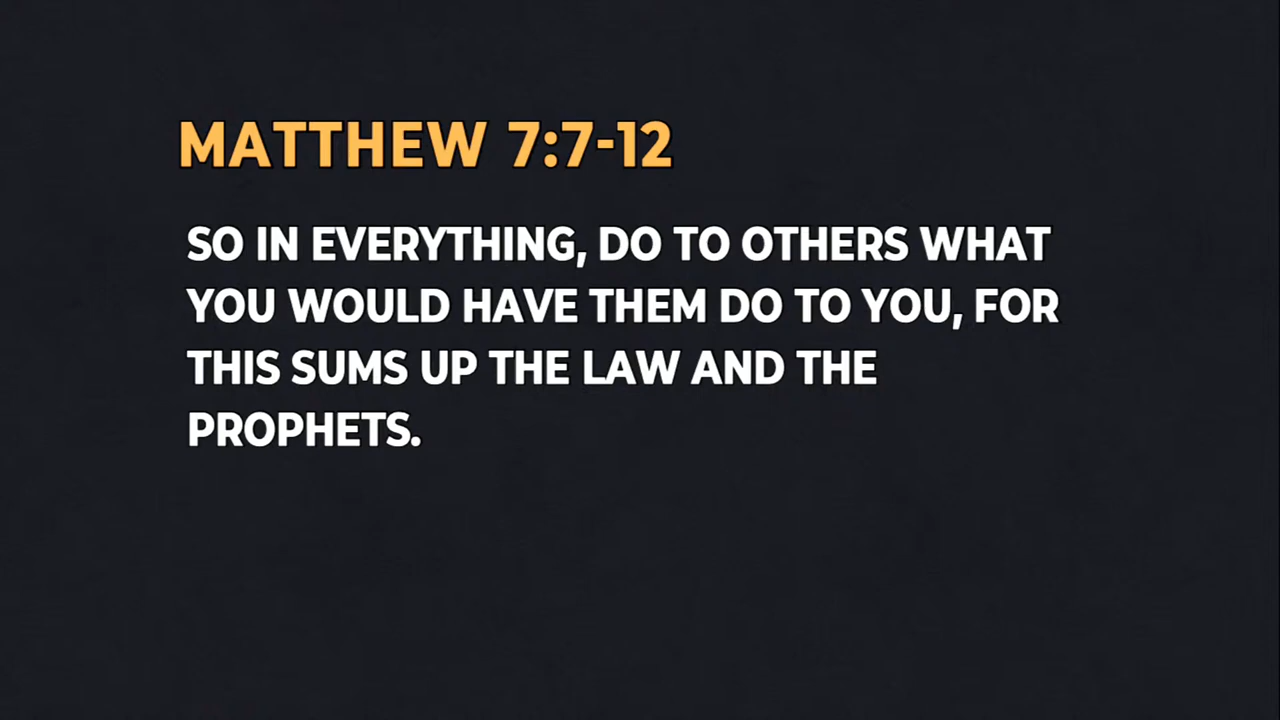 MATTHEW 7:7-12
SO IN EVERYTHING, DO TO OTHERS WHAT
YOU WOULD HAVE THEM DO TO YOU, FOR
THIS SUMS UP THE LAW AND THE
PROPHETS.